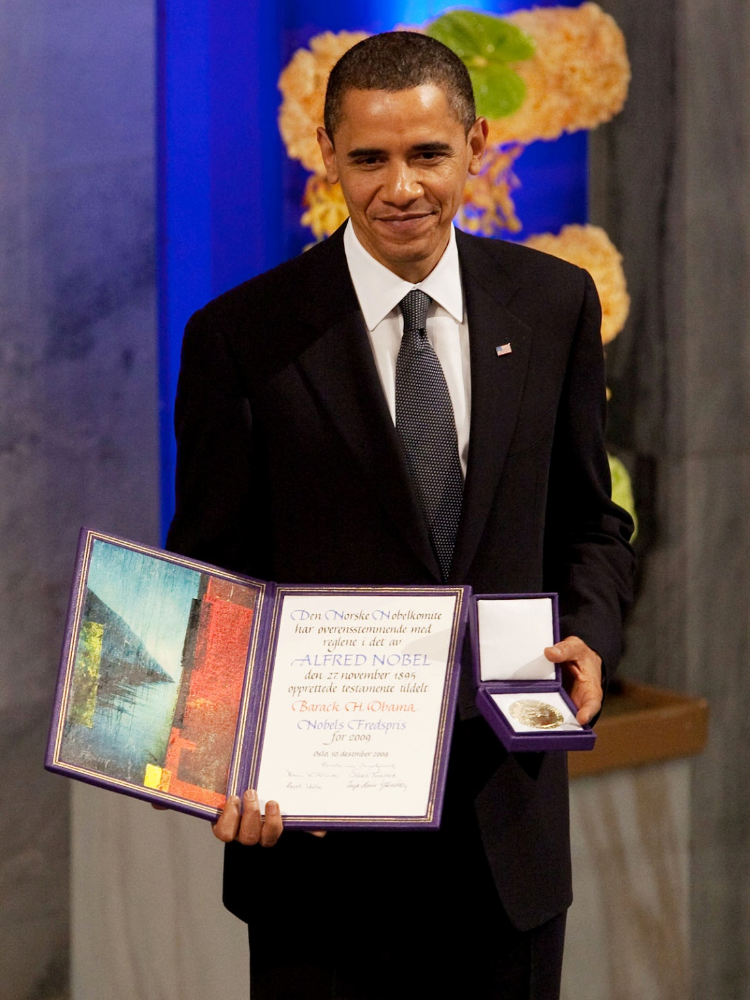 Den Norske Nobelkomite
har overensstemmende med
reglene i det av
ALFRED NOBEL
den 27 november 1895
opprettede testamente tildelt
Barack H. Obama
Nobels Fredspris
for 2009
Oslo, 10. desember 2009